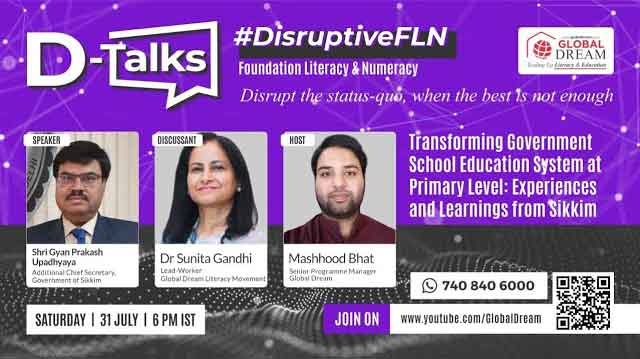 D-Talks
#DisruptiveFLN
Foundation Literacy & Numeracy
Disrupt the status-quo, when the best is not enough
GLOBAL
DREAM
Literacy & Education
SPEAKER
Shri Gyan Prakash
Upadhyaya
Additional Chief Secretary,
Government of Sikkim
DISCUSSANT
Dr Sunita Gandhi
Lead-Worker
Global Dream Literacy Movement
HOST
Mashhood Bhat
Senior Programme Manager
Global Dream
Transforming Government
School Education System at
Primary Level: Experiences
and Learnings from Sikkim
740 840 6000
SATURDAY | 31 JULY | 6 PM IST
JOIN ON
www.youtube.com/GlobalDream